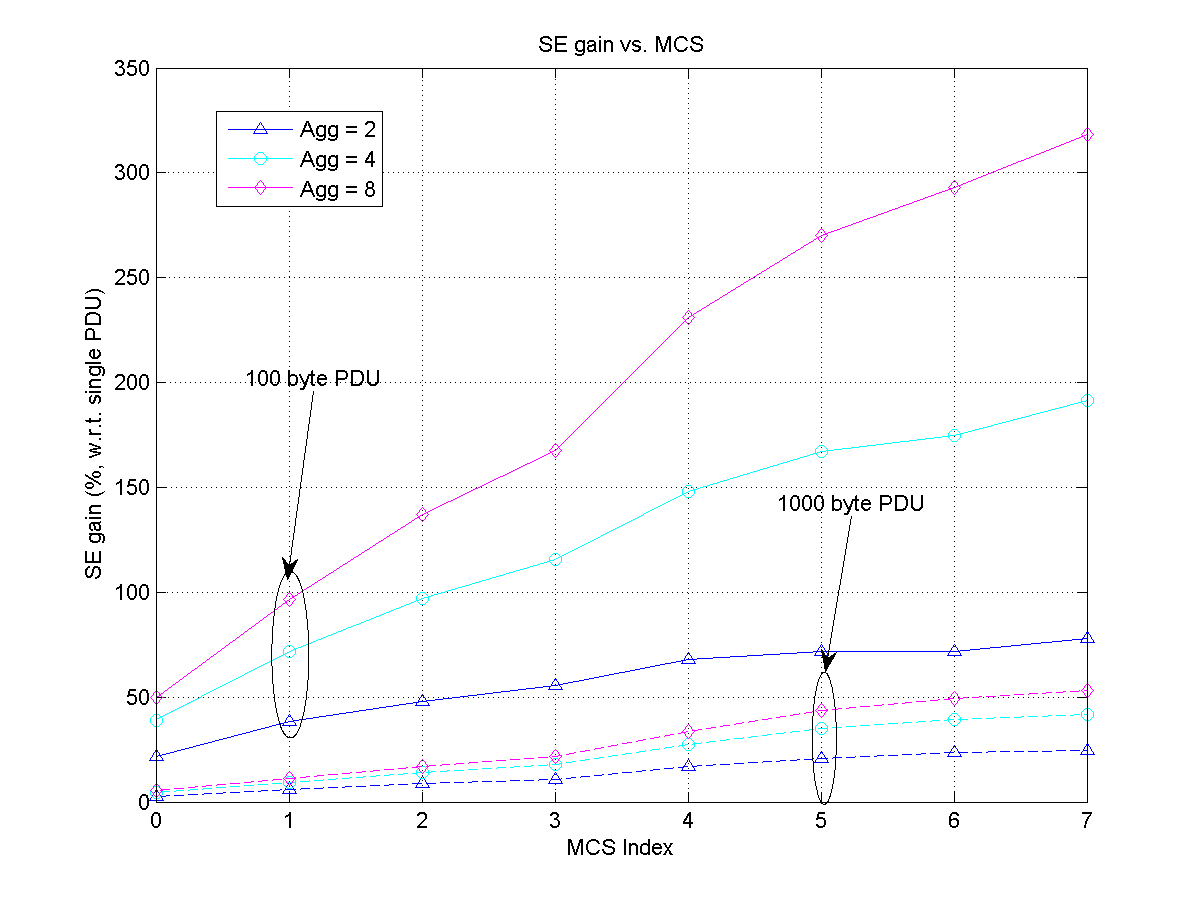 SE gain vs. MCS
350
300
250
200
150
100
50
0
SE gain (%, w.r.t. single PDU)
Agg = 2
Agg = 4
Agg = 8
100 byte PDU
1000 byte PDU
0 1 2 3 4 5 6 7
MCS Index